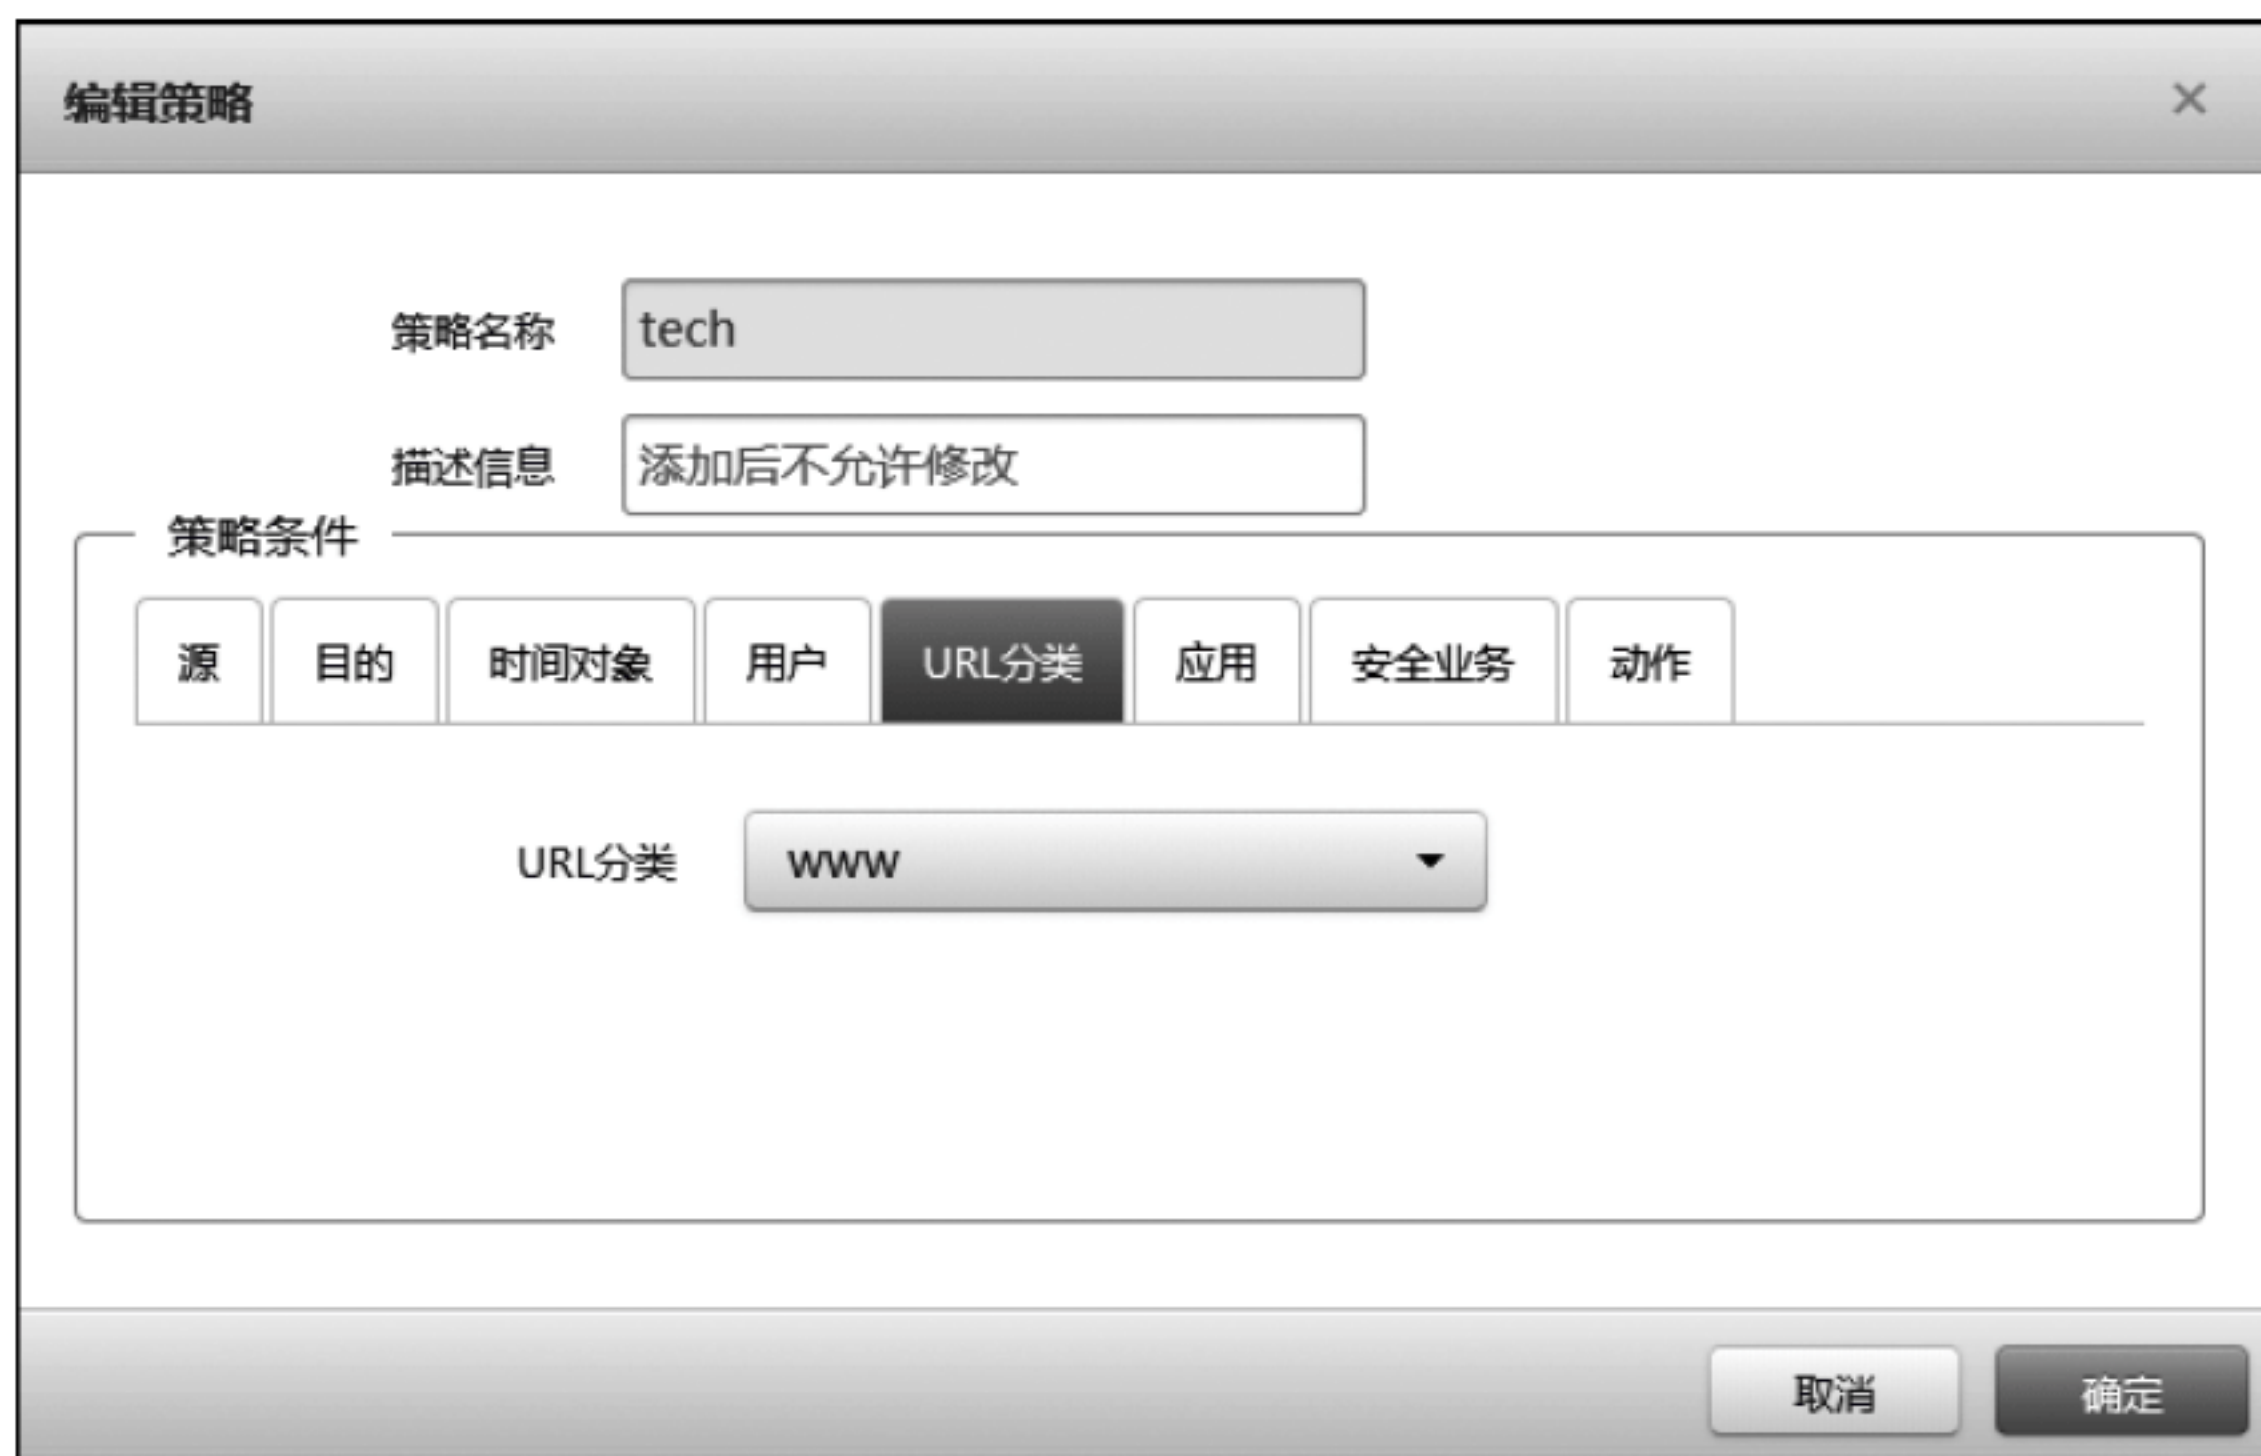 编辑策略 ×
策略名称 tech
描述信息 添加后不允许修改
策略条件
源 目的 时间对象 用户 URL分类 应用 安全业务 动作
URL分类 www
取消 确定